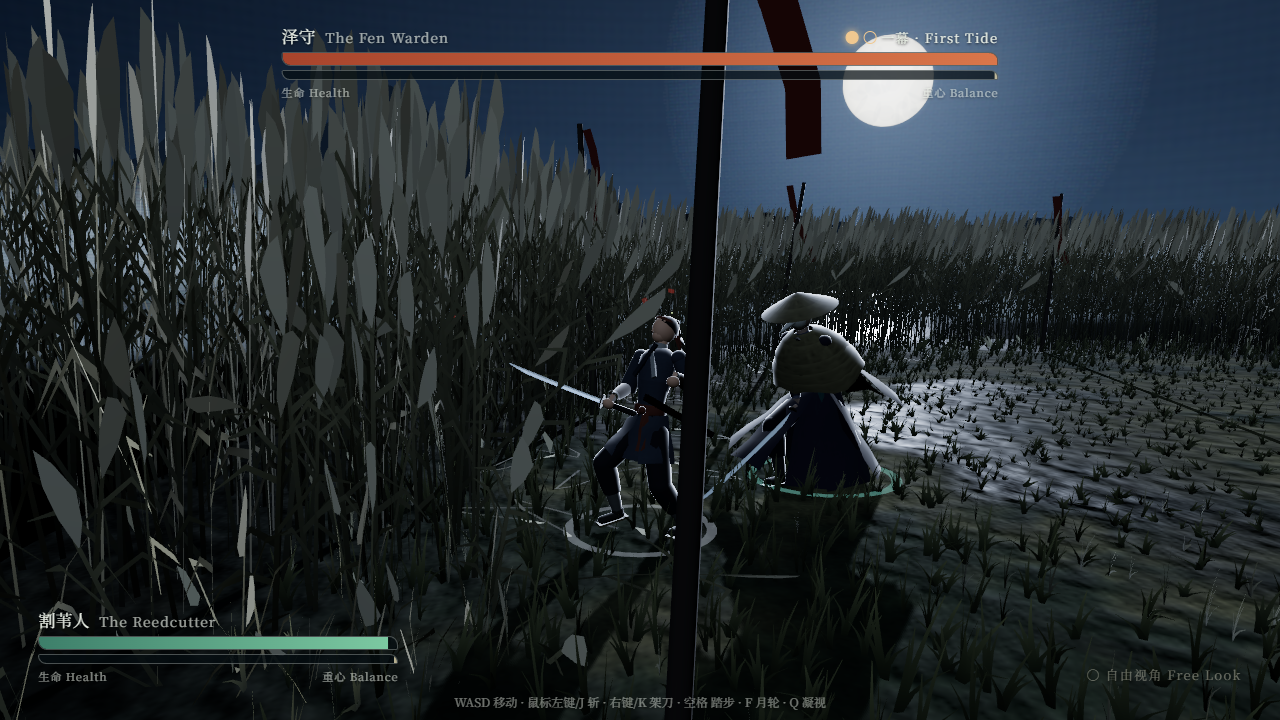 泽守 The Fen Warden
一幕 · First Tide
生命 Health
重心 Balance
割苇人 The Reedcutter
生命 Health
重心 Balance
自由视角 Free Look
WASD 移动 · 鼠标左键/J 斩 · 右键/K 架刀 · 空格 踏步 · F 月轮 · Q 凝视